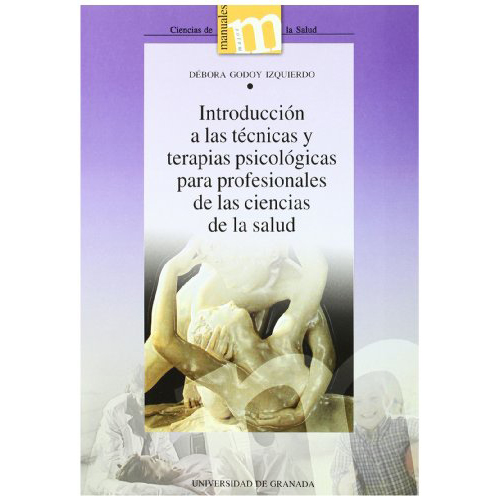 Ciencias de la Salud
manuales
major
m
DÉBORA GODOY IZQUIERDO
Introducción
a las técnicas y
terapias psicológicas
para profesionales
de las ciencias
de la salud
UNIVERSIDAD DE GRANADA